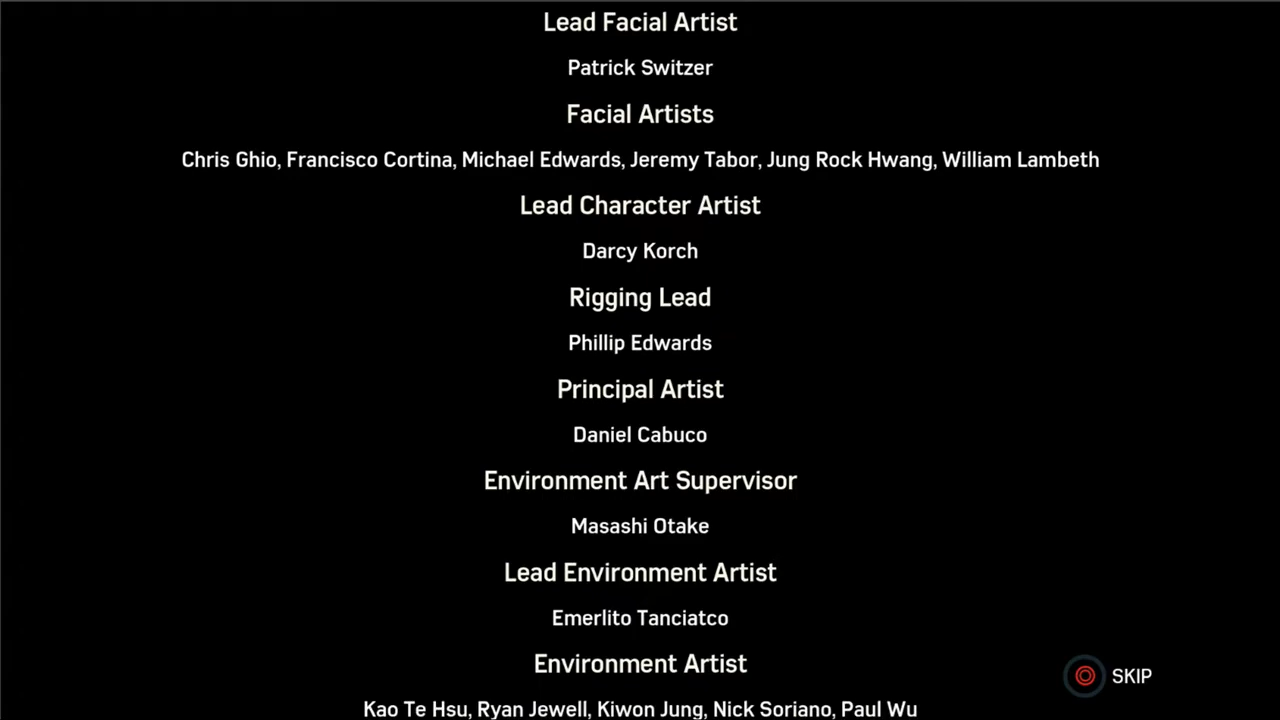 Lead Facial Artist
Patrick Switzer
Facial Artists
Chris Ghio, Francisco Cortina, Michael Edwards, Jeremy Tabor, Jung Rock Hwang, William Lambeth
Lead Character Artist
Darcy Korch
Rigging Lead
Phillip Edwards
Principal Artist
Daniel Cabuco
Environment Art Supervisor
Masashi Otake
Lead Environment Artist
Emerlito Tanciatco
Environment Artist
SKIP
Kao Te Hsu, Ryan Jewell, Kiwon Jung, Nick Soriano, Paul Wu